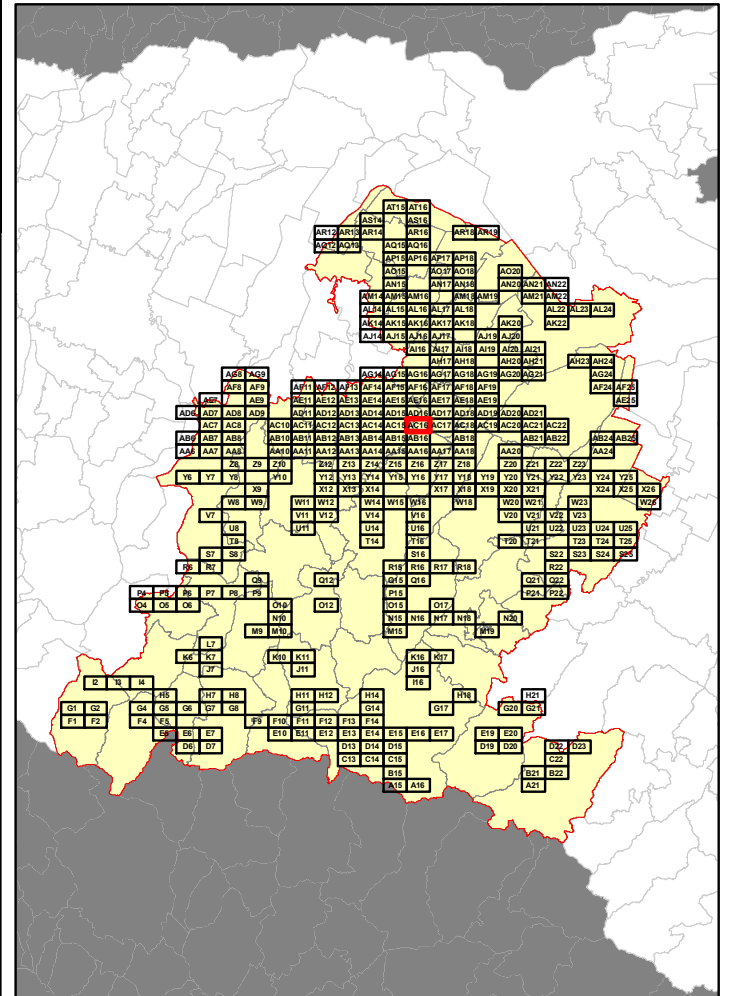 AT15 AT16
AS14 AS16
AR12 AR13 AR14 AR16 AR18 AR19
AQ12 AQ13 AQ15 AQ16
AP15 AP16 AP17 AP18
AO15 AO17 AO18 AO20
AN15 AN17 AN18 AN20 AN21 AN22
AM14 AM15 AM16 AM18 AM19 AM21 AM22
AL14 AL15 AL16 AL17 AL18 AL22 AL23 AL24
AK14 AK15 AK16 AK17 AK18 AK20 AK22
AJ14 AJ15 AJ16 AJ17 AJ19 AJ20
AI16 AI17 AI18 AI19 AI20 AI21
AH17 AH18 AH20 AH21 AH23 AH24
AG8 AG9 AG14 AG15 AG16 AG17 AG18 AG19 AG20 AG21 AG24
AF8 AF9 AF11 AF12 AF13 AF14 AF15 AF16 AF17 AF18 AF19 AF24 AF25
AE7 AE9 AE11 AE12 AE13 AE14 AE15 AE16 AE17 AE18 AE19 AE25
AD6 AD7 AD8 AD9 AD11 AD12 AD13 AD14 AD15 AD16 AD17 AD18 AD19 AD20 AD21
AC7 AC8 AC10 AC11 AC12 AC13 AC14 AC15 AC16 AC17 AC18 AC19 AC20 AC21 AC22
AB6 AB7 AB8 AB10 AB11 AB12 AB13 AB14 AB15 AB16 AB18 AB21 AB22 AB24 AB25
AA6 AA7 AA8 AA10 AA11 AA12 AA13 AA14 AA15 AA16 AA17 AA18 AA20 AA24
Z8 Z9 Z10 Z12 Z13 Z14 Z15 Z16 Z17 Z18 Z20 Z21 Z22 Z23
Y6 Y7 Y8 Y10 Y12 Y13 Y14 Y15 Y16 Y17 Y18 Y19 Y20 Y21 Y22 Y23 Y24 Y25
X9 X12 X13 X14 X17 X18 X19 X20 X21 X24 X25 X26
W8 W9 W11 W12 W14 W15 W16 W18 W20 W21 W23 W26
V7 V11 V12 V14 V16 V20 V21 V22 V23
U8 U11 U14 U16 U21 U22 U23 U24 U25
T8 T14 T16 T20 T21 T23 T24 T25
S7 S8 S16 S22 S23 S24 S25
R6 R7 R15 R16 R17 R18 R22
Q9 Q12 Q15 Q16 Q21 Q22
P4 P5 P6 P7 P8 P9 P15 P21 P22
O4 O5 O6 O10 O12 O15 O17
N10 N15 N16 N17 N18 N20
M9 M10 M15 M19
L7
K6 K7 K10 K11 K16 K17
J7 J11 J16
I2 I3 I4 I16
H5 H7 H8 H11 H12 H14 H18 H21
G1 G2 G4 G5 G6 G7 G8 G11 G14 G17 G20 G21
F1 F2 F4 F5 F9 F10 F11 F12 F13 F14
E5 E6 E7 E10 E11 E12 E13 E14 E15 E16 E17 E19 E20
D6 D7 D13 D14 D15 D19 D20 D22 D23
C13 C14 C15 C22
B15 B21 B22
A15 A16 A21